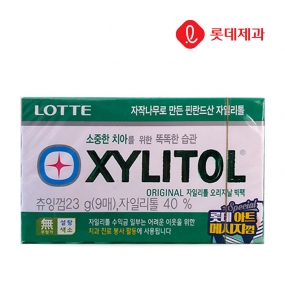 롯데제과
LOTTE
자작나무로 만든 핀란드산 자일리톨
소중한 치아를 위한 똑똑한 습관
XYLITOL®
ORIGINAL 자일리톨 오리지날 빅팩
츄잉껌23 g(9매),자일리톨 40 %
無 설탕 색소
자일리톨 수익금 일부는 어려운 이웃을 위한
치과 진료 봉사 활동에 사용됩니다
Special
롯데 아트
메시지껌